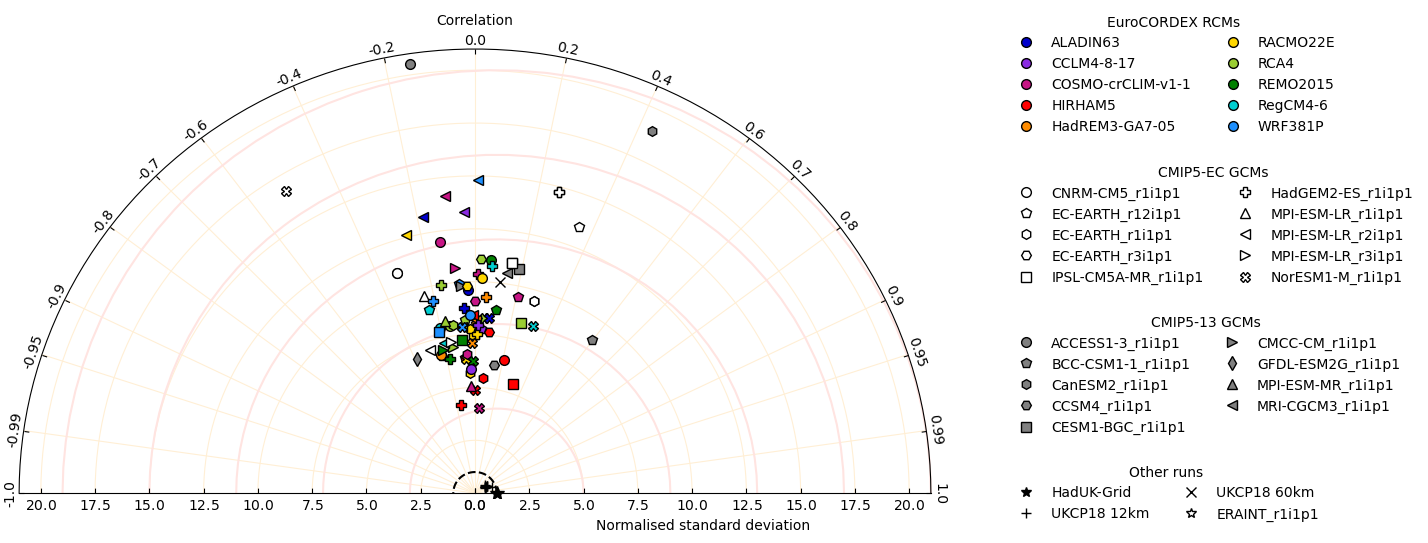 Correlation
-1.0
-0.99
-0.95
-0.9
-0.8
-0.7
-0.6
-0.4
-0.2
0.0
0.2
0.4
0.6
0.7
0.8
0.9
0.95
0.99
1.0
20.0 17.5 15.0 12.5 10.0 7.5 5.0 2.5 0.0 2.5 5.0 7.5 10.0 12.5 15.0 17.5 20.0
Normalised standard deviation
EuroCORDEX RCMs
ALADIN63
CCLM4-8-17
COSMO-crCLIM-v1-1
HIRHAM5
HadREM3-GA7-05
RACMO22E
RCA4
REMO2015
RegCM4-6
WRF381P
CMIP5-EC GCMs
CNRM-CM5_r1i1p1
EC-EARTH_r12i1p1
EC-EARTH_r1i1p1
EC-EARTH_r3i1p1
IPSL-CM5A-MR_r1i1p1
HadGEM2-ES_r1i1p1
MPI-ESM-LR_r1i1p1
MPI-ESM-LR_r2i1p1
MPI-ESM-LR_r3i1p1
NorESM1-M_r1i1p1
CMIP5-13 GCMs
ACCESS1-3_r1i1p1
BCC-CSM1-1_r1i1p1
CanESM2_r1i1p1
CCSM4_r1i1p1
CESM1-BGC_r1i1p1
CMCC-CM_r1i1p1
GFDL-ESM2G_r1i1p1
MPI-ESM-MR_r1i1p1
MRI-CGCM3_r1i1p1
Other runs
HadUK-Grid
UKCP18 12km
UKCP18 60km
ERAINT_r1i1p1